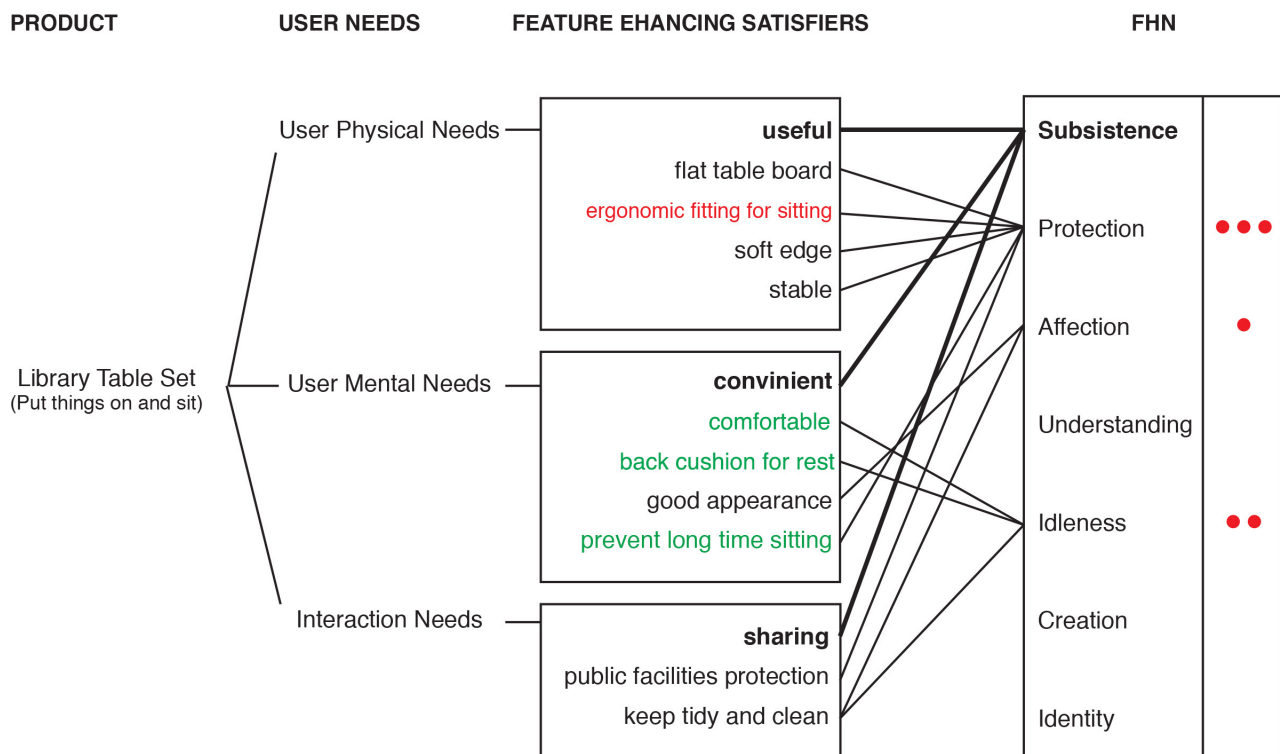 PRODUCT
USER NEEDS
FEATURE EHANCING SATISFIERS
FHN
User Physical Needs
useful
flat table board
ergonomic fitting for sitting
soft edge
stable
Library Table Set
(Put things on and sit)
User Mental Needs
convinient
comfortable
back cushion for rest
good appearance
prevent long time sitting
Interaction Needs
sharing
public facilities protection
keep tidy and clean
Subsistence
Protection
Affection
Understanding
Idleness
Creation
Identity